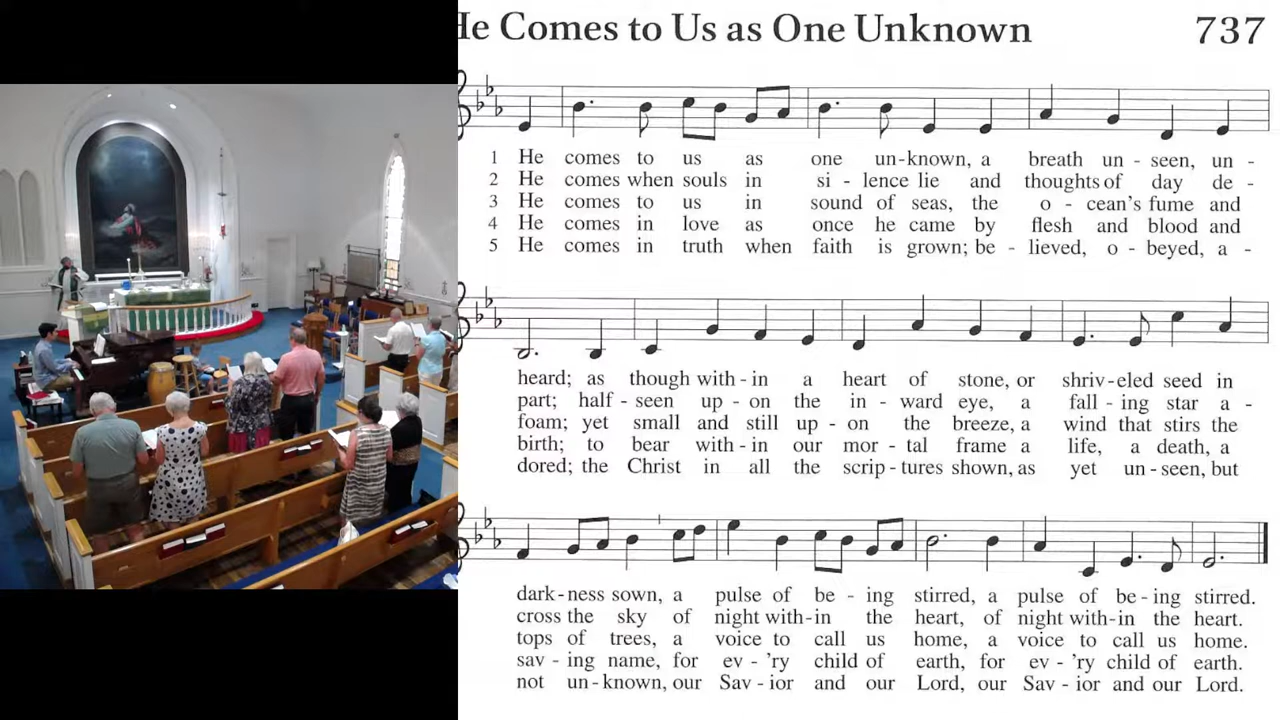 He Comes to Us as One Unknown 737
1 He comes to us as one un-known, a breath un - seen, un -
2 He comes when souls in si - lence lie and thoughts of day de -
3 He comes to us in sound of seas, the o - cean's fume and
4 He comes in love as once he came by flesh and blood and
5 He comes in truth when faith is grown; be - lieved, o - beyed, a -
heard; as though with - in a heart of stone, or shriv-eled seed in
part; half - seen up - on the in - ward eye, a fall - ing star a -
foam; yet small and still up - on the breeze, a wind that stirs the
birth; to bear with - in our mor - tal frame a life, a death, a
dored; the Christ in all the scrip - tures shown, as yet un - seen, but
dark - ness sown, a pulse of be - ing stirred, a pulse of be - ing stirred.
cross the sky of night with-in the heart, of night with-in the heart.
tops of trees, a voice to call us home, a voice to call us home.
sav - ing name, for ev - 'ry child of earth, for ev - 'ry child of earth.
not un - known, our Sav - ior and our Lord, our Sav - ior and our Lord.